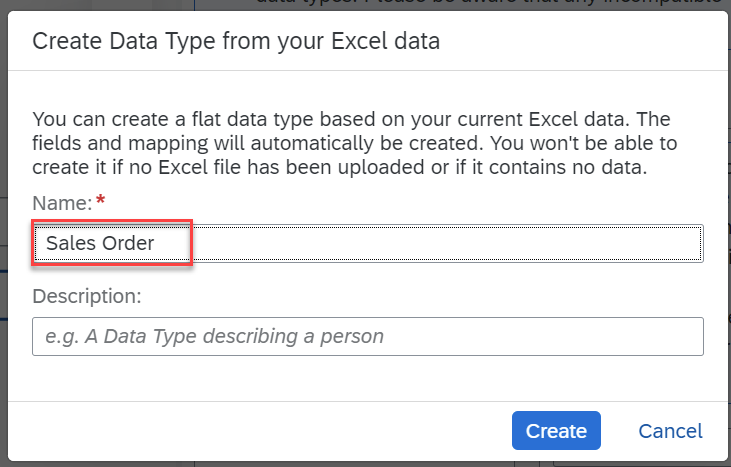 data types. Please be aware that any incompatible
Create Data Type from your Excel data
You can create a flat data type based on your current Excel data. The
fields and mapping will automatically be created. You won't be able to
create it if no Excel file has been uploaded or if it contains no data.
Name:*
Sales Order
Description:
e.g. A Data Type describing a person
Create Cancel